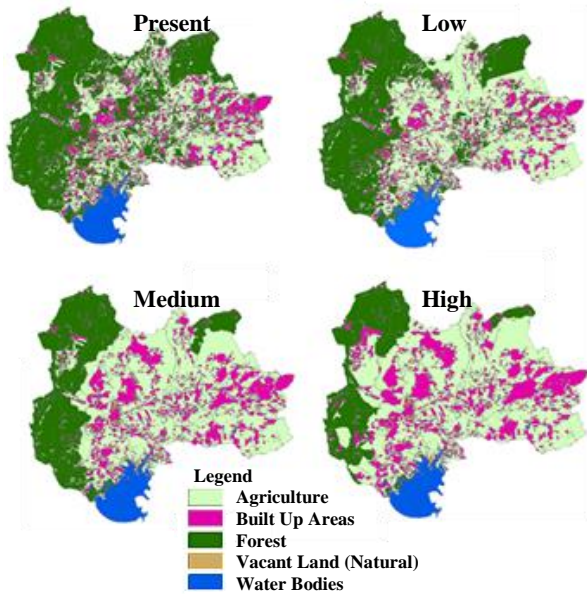 Present
Low
Medium
High
Legend
Agriculture
Built Up Areas
Forest
Vacant Land (Natural)
Water Bodies